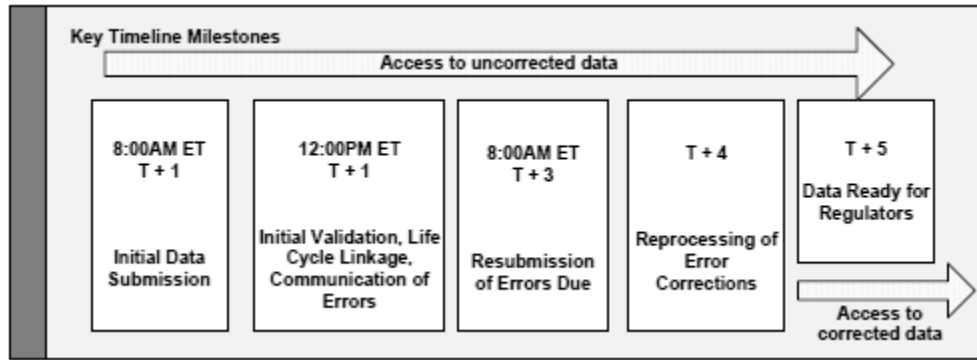 Key Timeline Milestones
Access to uncorrected data
8:00AM ET
T + 1
Initial Data
Submission
12:00PM ET
T + 1
Initial Validation, Life
Cycle Linkage,
Communication of
Errors
8:00AM ET
T + 3
Resubmission
of Errors Due
T + 4
Reprocessing of
Error
Corrections
T + 5
Data Ready for
Regulators
Access to
corrected data